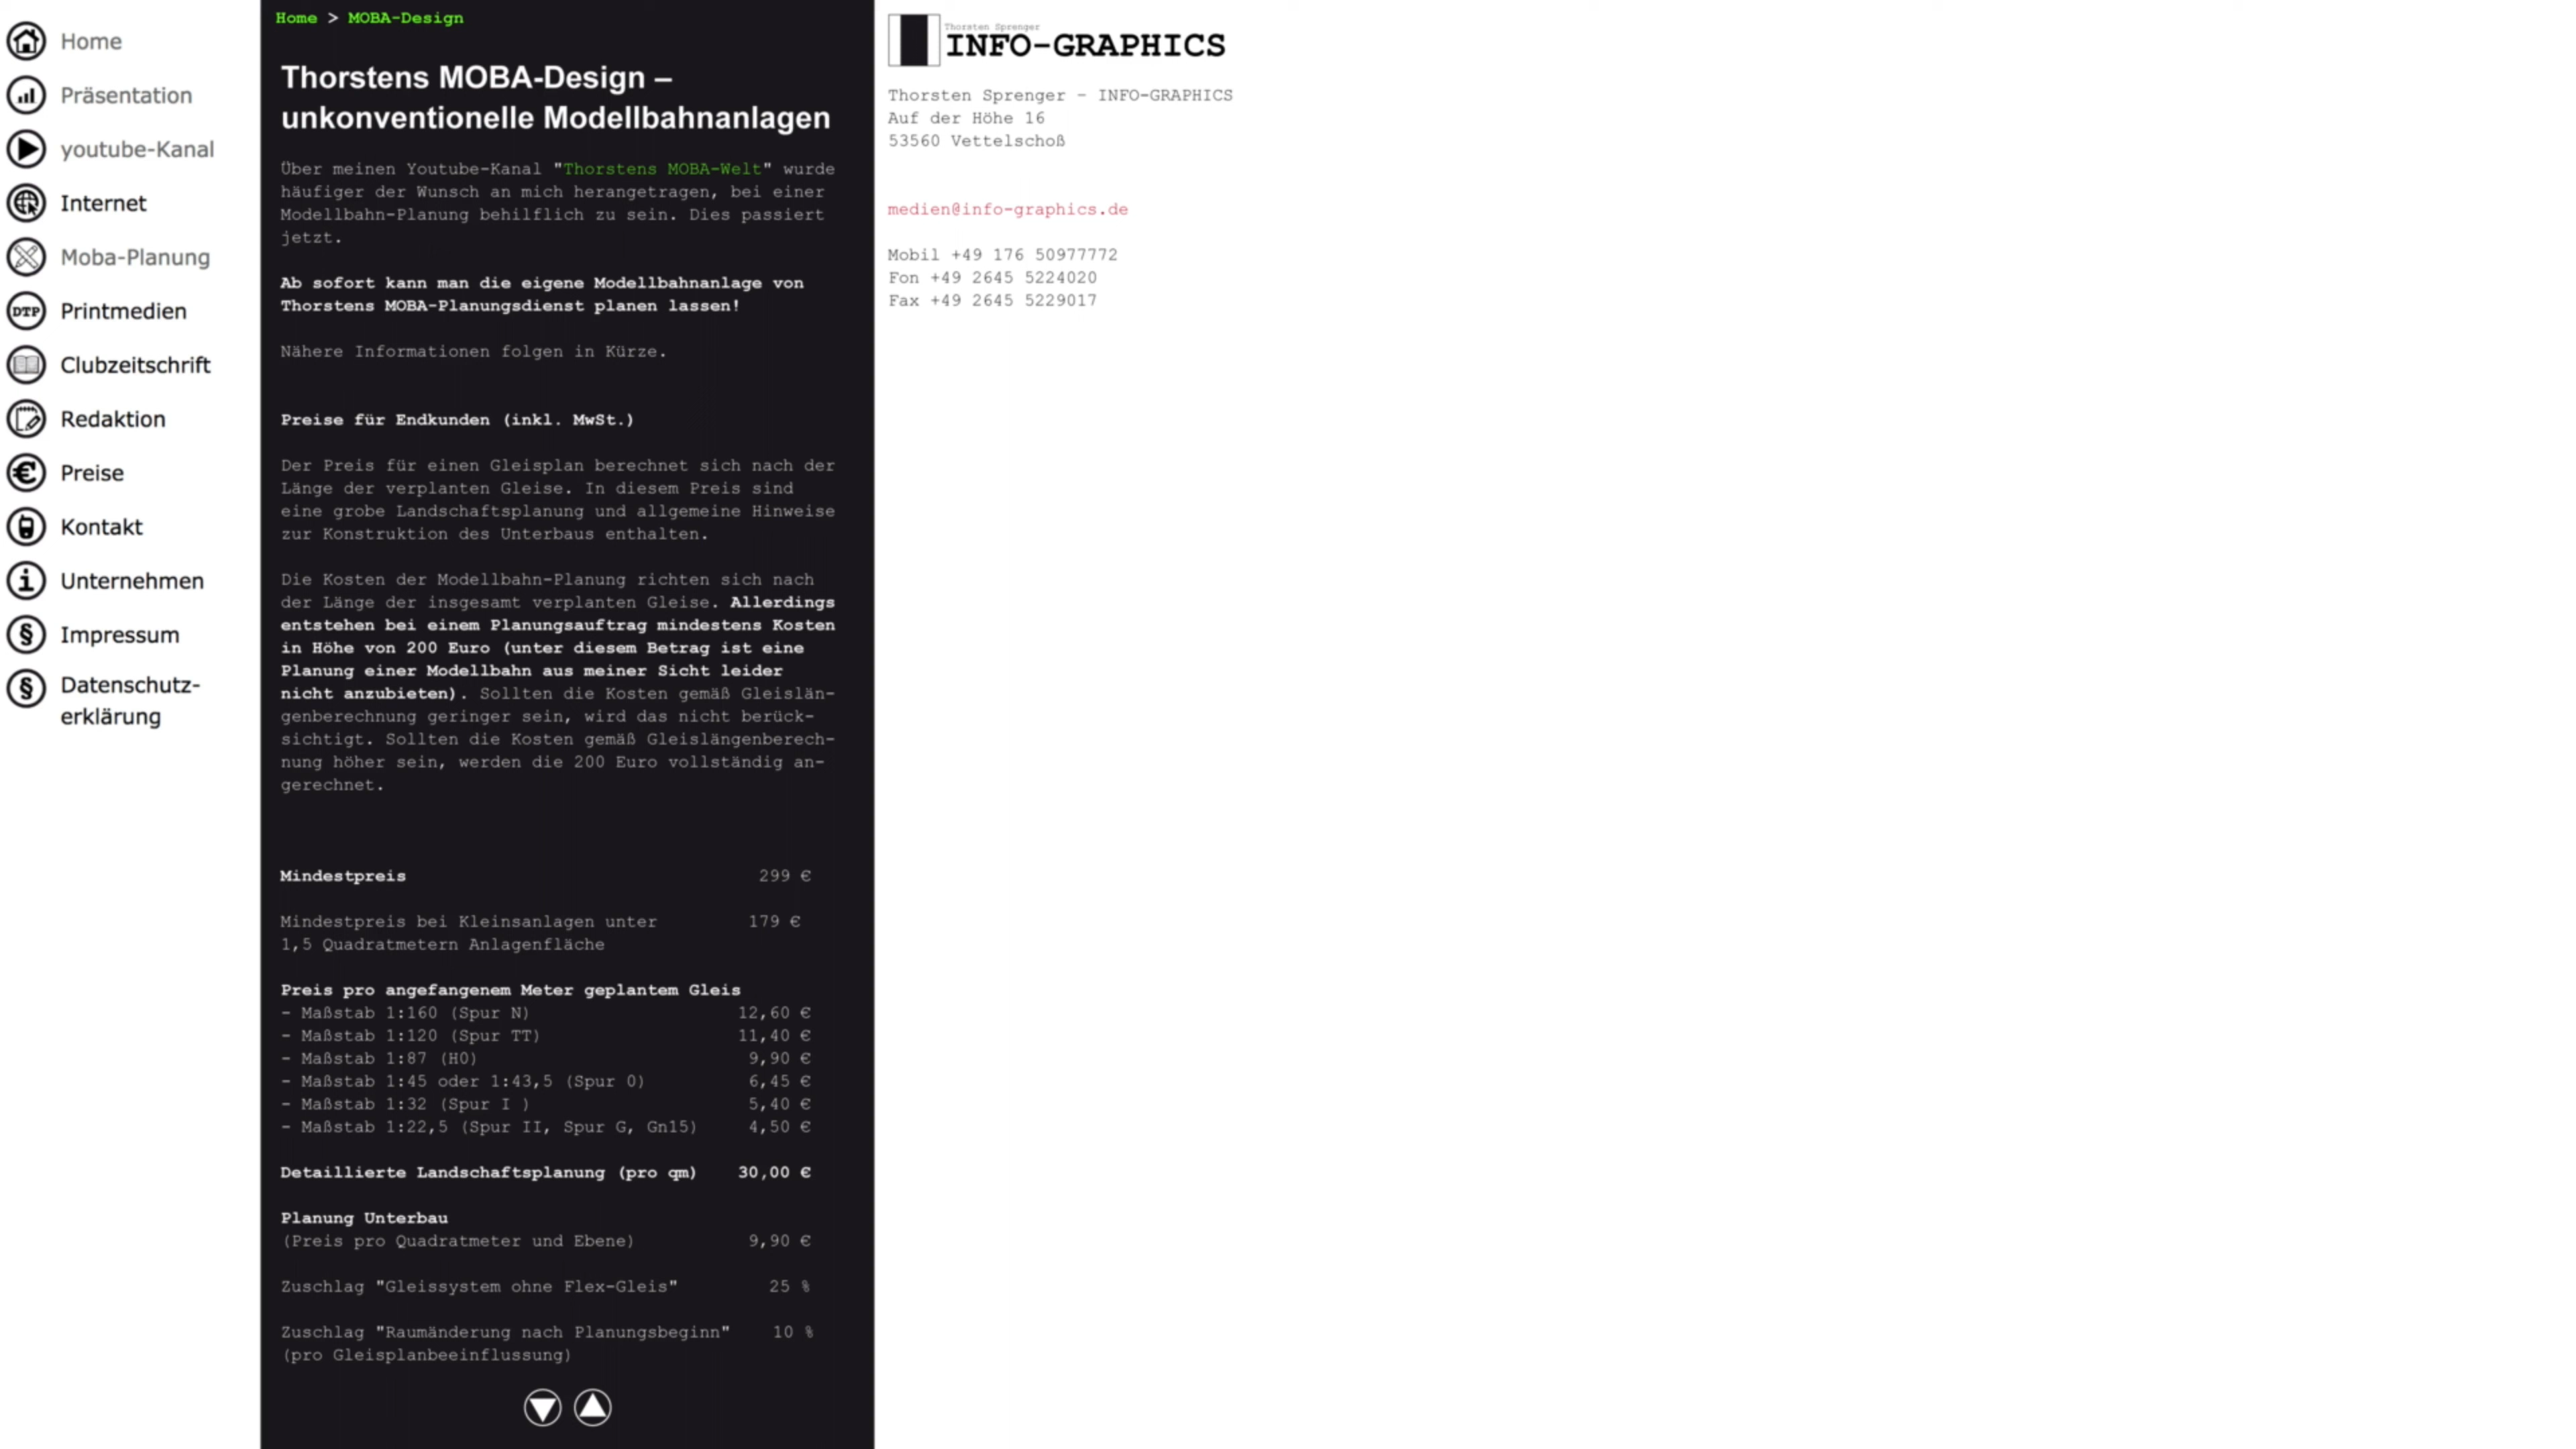 Home
Präsentation
youtube-Kanal
Internet
Moba-Planung
DTP Printmedien
Clubzeitschrift
Redaktion
€ Preise
Kontakt
i Unternehmen
§ Impressum
§ Datenschutz-
erklärung
Home > MOBA-Design
Thorstens MOBA-Design –
unkonventionelle Modellbahnanlagen
Über meinen Youtube-Kanal "Thorstens MOBA-Welt" wurde
häufiger der Wunsch an mich herangetragen, bei einer
Modellbahn-Planung behilflich zu sein. Dies passiert
jetzt.
Ab sofort kann man die eigene Modellbahnanlage von
Thorstens MOBA-Planungsdienst planen lassen!
Nähere Informationen folgen in Kürze.
Preise für Endkunden (inkl. MwSt.)
Der Preis für einen Gleisplan berechnet sich nach der
Länge der verplanten Gleise. In diesem Preis sind
eine grobe Landschaftsplanung und allgemeine Hinweise
zur Konstruktion des Unterbaus enthalten.
Die Kosten der Modellbahn-Planung richten sich nach
der Länge der insgesamt verplanten Gleise. Allerdings
entstehen bei einem Planungsauftrag mindestens Kosten
in Höhe von 200 Euro (unter diesem Betrag ist eine
Planung einer Modellbahn aus meiner Sicht leider
nicht anzubieten). Sollten die Kosten gemäß Gleislän-
genberechnung geringer sein, wird das nicht berück-
sichtigt. Sollten die Kosten gemäß Gleislängenberech-
nung höher sein, werden die 200 Euro vollständig an-
gerechnet.
Mindestpreis 299 €
Mindestpreis bei Kleinsanlagen unter 179 €
1,5 Quadratmetern Anlagenfläche
Preis pro angefangenem Meter geplantem Gleis
- Maßstab 1:160 (Spur N) 12,60 €
- Maßstab 1:120 (Spur TT) 11,40 €
- Maßstab 1:87 (H0) 9,90 €
- Maßstab 1:45 oder 1:43,5 (Spur 0) 6,45 €
- Maßstab 1:32 (Spur I ) 5,40 €
- Maßstab 1:22,5 (Spur II, Spur G, Gn15) 4,50 €
Detaillierte Landschaftsplanung (pro qm) 30,00 €
Planung Unterbau
(Preis pro Quadratmeter und Ebene) 9,90 €
Zuschlag "Gleissystem ohne Flex-Gleis" 25 %
Zuschlag "Raumänderung nach Planungsbeginn" 10 %
(pro Gleisplanbeeinflussung)
Thorsten Sprenger
INFO-GRAPHICS
Thorsten Sprenger - INFO-GRAPHICS
Auf der Höhe 16
53560 Vettelschoß
medien@info-graphics.de
Mobil +49 176 50977772
Fon +49 2645 5224020
Fax +49 2645 5229017